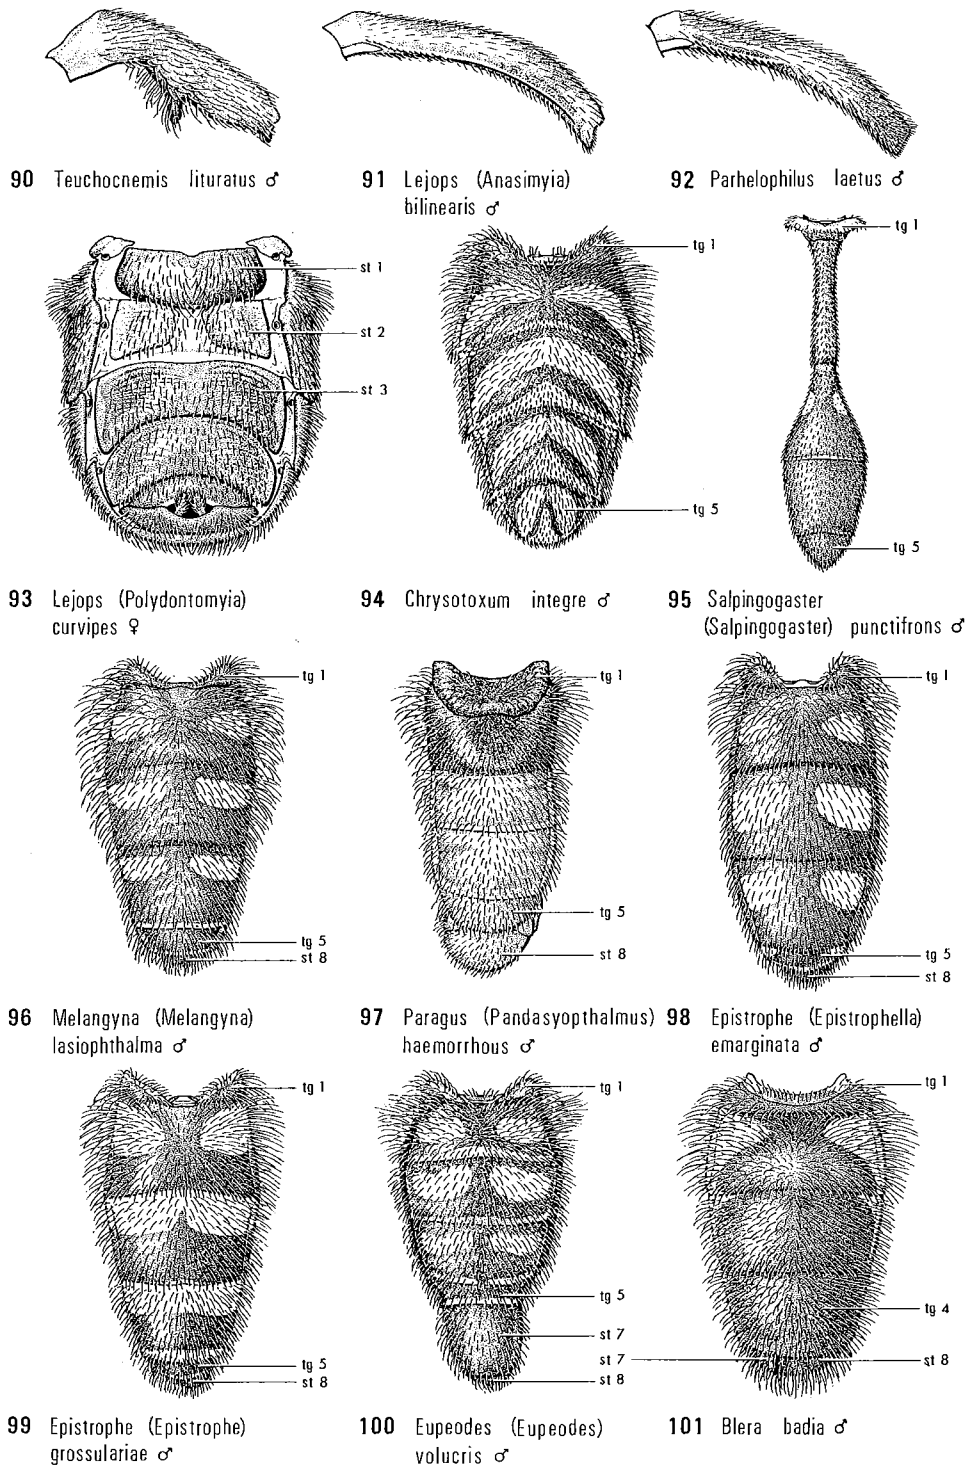 90 Teuchocnemis lituratus ♂
91 Lejops (Anasimyia)
bilinearis ♂
92 Parhelophilus laetus ♂
st 1
st 2
st 3
tg 1
tg 5
tg 1
tg 5
93 Lejops (Polydontomyia)
curvipes ♀
94 Chrysotoxum integre ♂
95 Salpingogaster
(Salpingogaster) punctifrons ♂
tg 1
tg 5
st 8
tg 1
tg 5
st 8
tg 1
tg 5
st 8
96 Melangyna (Melangyna)
lasiophthalma ♂
97 Paragus (Pandasyopthalmus)
haemorrhous ♂
98 Epistrophe (Epistrophella)
emarginata ♂
tg 1
tg 5
st 8
tg 1
tg 5
st 7
st 8
tg 1
tg 4
st 7
st 8
99 Epistrophe (Epistrophe)
grossulariae ♂
100 Eupeodes (Eupeodes)
volucris ♂
101 Blera badia ♂